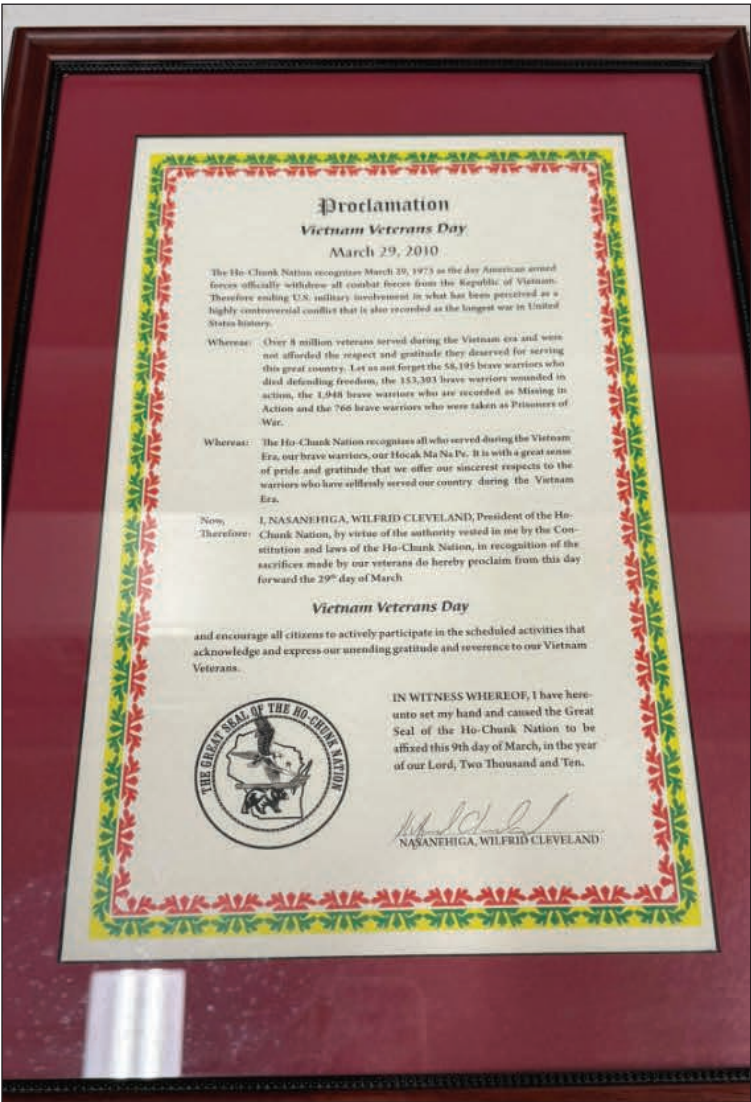 Proclamation
Vietnam Veterans Day
March 29, 2010
The Ho-Chunk Nation recognizes March 29, 1973 as the day American armed
forces officially withdrew all combat forces from the Republic of Vietnam.
Therefore ending U.S. military involvement in what has been perceived as a
highly controversial conflict that is also recorded as the longest war in United
States history.
Whereas: Over 8 million veterans served during the Vietnam era and were
not afforded the respect and gratitude they deserved for serving
this great country. Let us not forget the 58,195 brave warriors who
died defending freedom, the 153,303 brave warriors wounded in
action, the 1,948 brave warriors who are recorded as Missing in
Action and the 766 brave warriors who were taken as Prisoners of
War.
Whereas: The Ho-Chunk Nation recognizes all who served during the Vietnam
Era, our brave warriors, our Hocak Ma Na Pe. It is with a great sense
of pride and gratitude that we offer our sincerest respects to the
warriors who have selflessly served our country during the Vietnam
Era.
Now, I, NASANEHIGA, WILFRID CLEVELAND, President of the Ho-
Therefore: Chunk Nation, by virtue of the authority vested in me by the Con-
stitution and laws of the Ho-Chunk Nation, in recognition of the
sacrifices made by our veterans do hereby proclaim from this day
forward the 29th day of March
Vietnam Veterans Day
and encourage all citizens to actively participate in the scheduled activities that
acknowledge and express our unending gratitude and reverence to our Vietnam
Veterans.
IN WITNESS WHEREOF, I have here-
unto set my hand and caused the Great
Seal of the Ho-Chunk Nation to be
affixed this 9th day of March, in the year
of our Lord, Two Thousand and Ten.
THE GREAT SEAL OF THE HO-CHUNK NATION
NASANEHIGA, WILFRID CLEVELAND